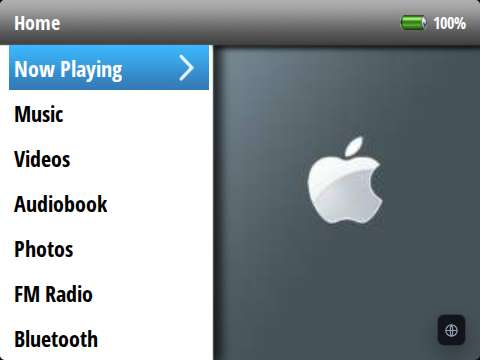 Home
100%
Now Playing
Music
Videos
Audiobook
Photos
FM Radio
Bluetooth